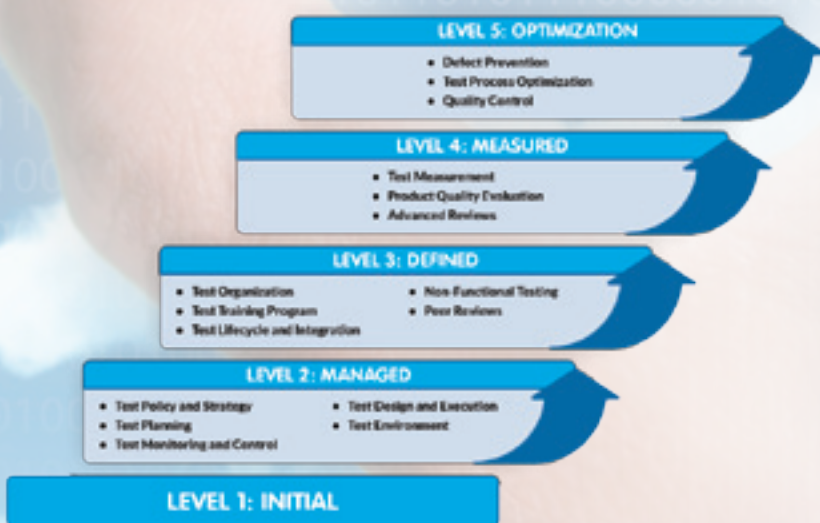 LEVEL 5: OPTIMIZATION
• Defect Prevention
• Test Process Optimization
• Quality Control
LEVEL 4: MEASURED
• Test Measurement
• Product Quality Evaluation
• Advanced Reviews
LEVEL 3: DEFINED
• Test Organization
• Test Training Program
• Test Lifecycle and Integration
• Non-Functional Testing
• Peer Reviews
LEVEL 2: MANAGED
• Test Policy and Strategy
• Test Planning
• Test Monitoring and Control
• Test Design and Execution
• Test Environment
LEVEL 1: INITIAL